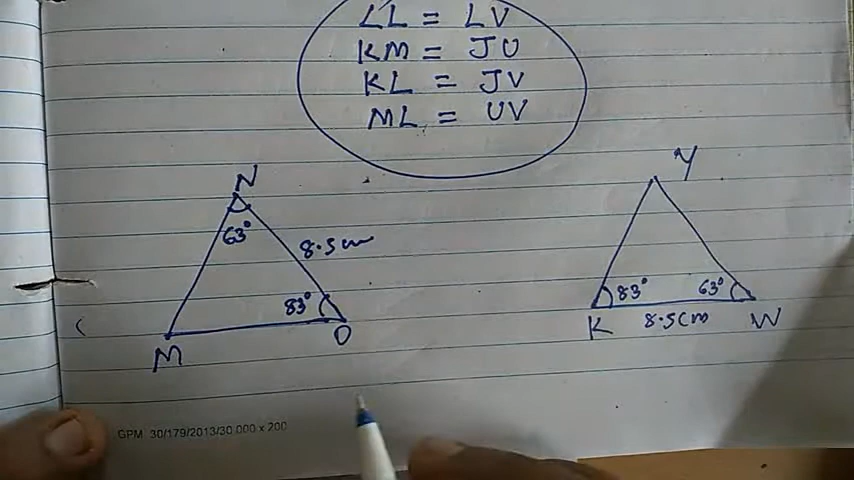 ∠L = ∠V
KM = JU
KL = JV
ML = UV
N
63°
8.5cm
83°
M
O
Y
83°
63°
K
8.5cm
W
GPM 30/179/2013/30,000 x 200